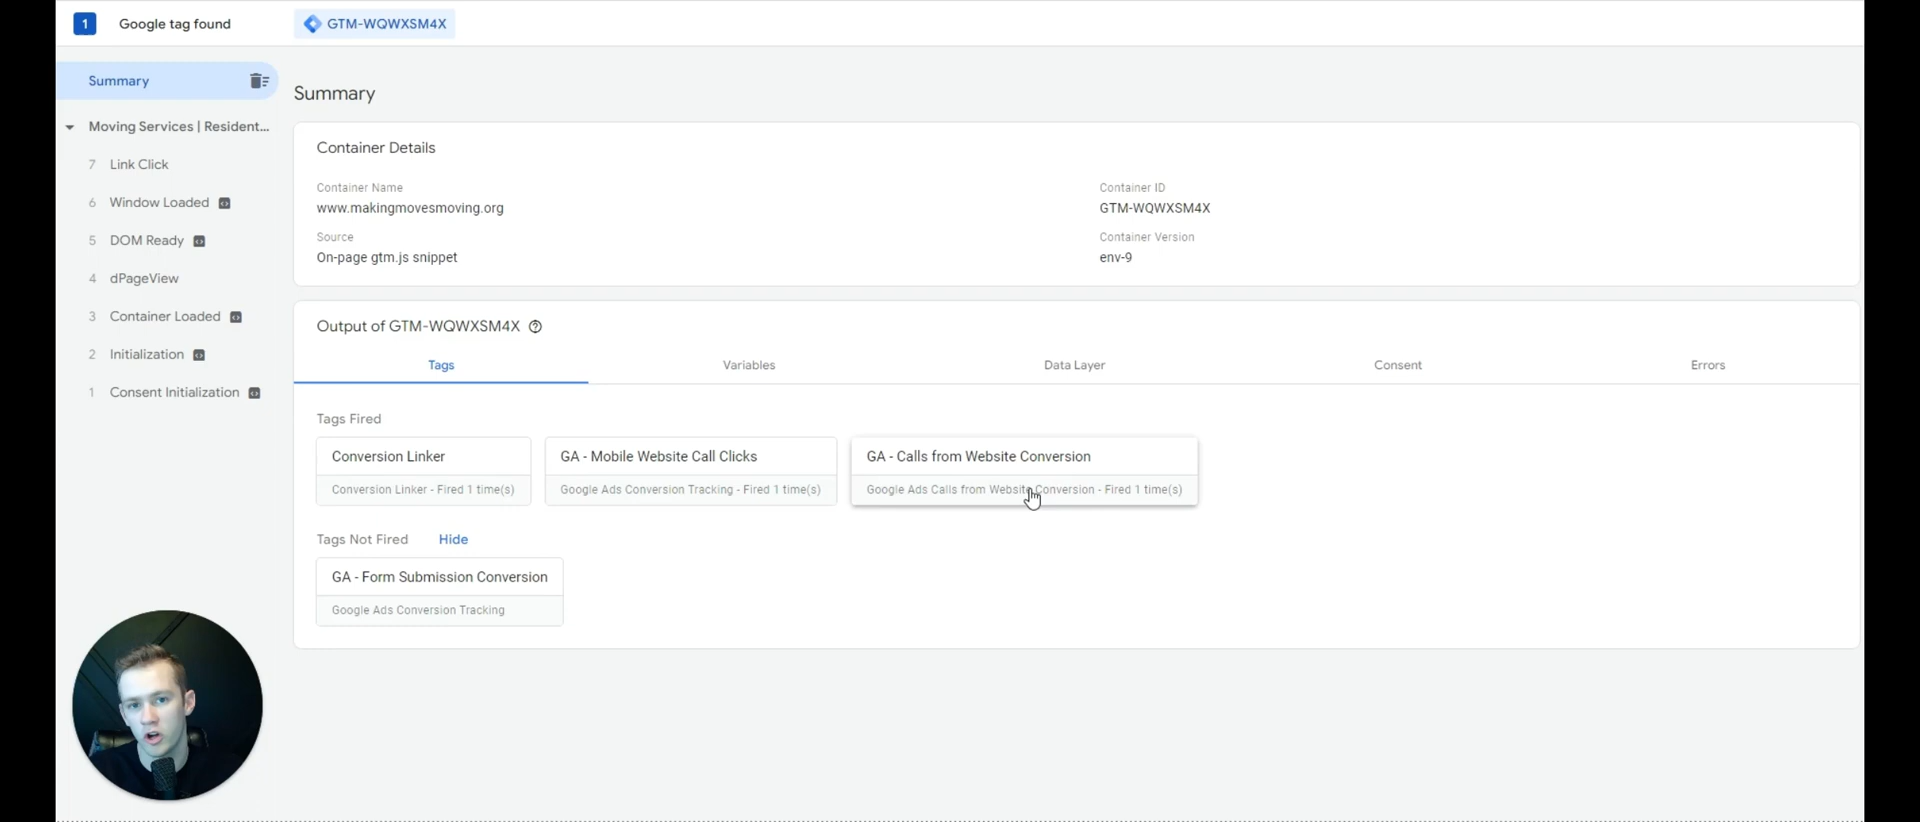 1 Google tag found GTM-WQWXSM4X
Summary
Moving Services | Resident...
7 Link Click
6 Window Loaded
5 DOM Ready
4 dPageView
3 Container Loaded
2 Initialization
1 Consent Initialization
Summary
Container Details
Container Name
www.makingmovesmoving.org
Container ID
GTM-WQWXSM4X
Source
On-page gtm.js snippet
Container Version
env-9
Output of GTM-WQWXSM4X
Tags Variables Data Layer Consent Errors
Tags Fired
Conversion Linker
Conversion Linker - Fired 1 time(s)
GA - Mobile Website Call Clicks
Google Ads Conversion Tracking - Fired 1 time(s)
GA - Calls from Website Conversion
Google Ads Calls from Website Conversion - Fired 1 time(s)
Tags Not Fired Hide
GA - Form Submission Conversion
Google Ads Conversion Tracking